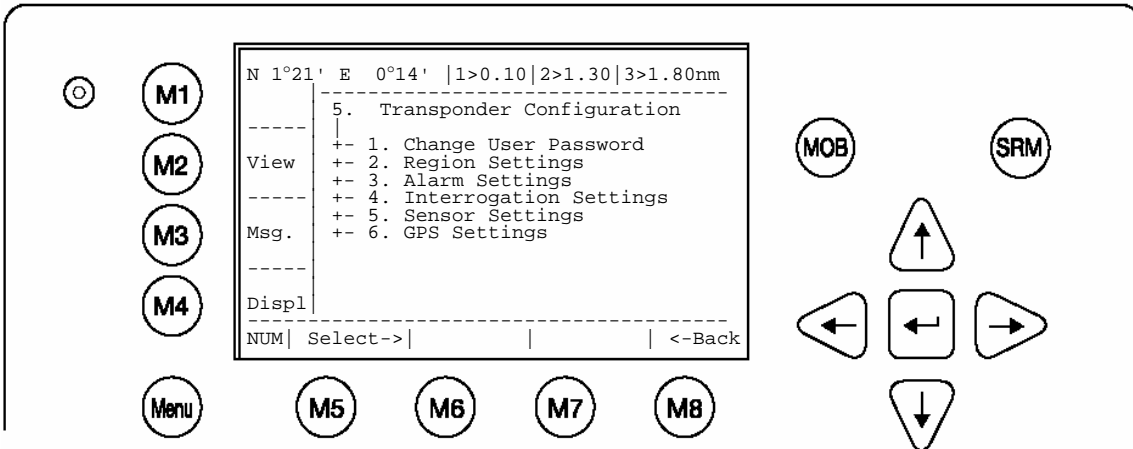 N 1°21' E 0°14' |1>0.10|2>1.30|3>1.80nm
M1
5. Transponder Configuration
+- 1. Change User Password
MOB
SRM
M2
View
+- 2. Region Settings
+- 3. Alarm Settings
+- 4. Interrogation Settings
+- 5. Sensor Settings
M3
Msg.
+- 6. GPS Settings
M4
Displ
NUM| Select->| | | <-Back
Menu
M5
M6
M7
M8